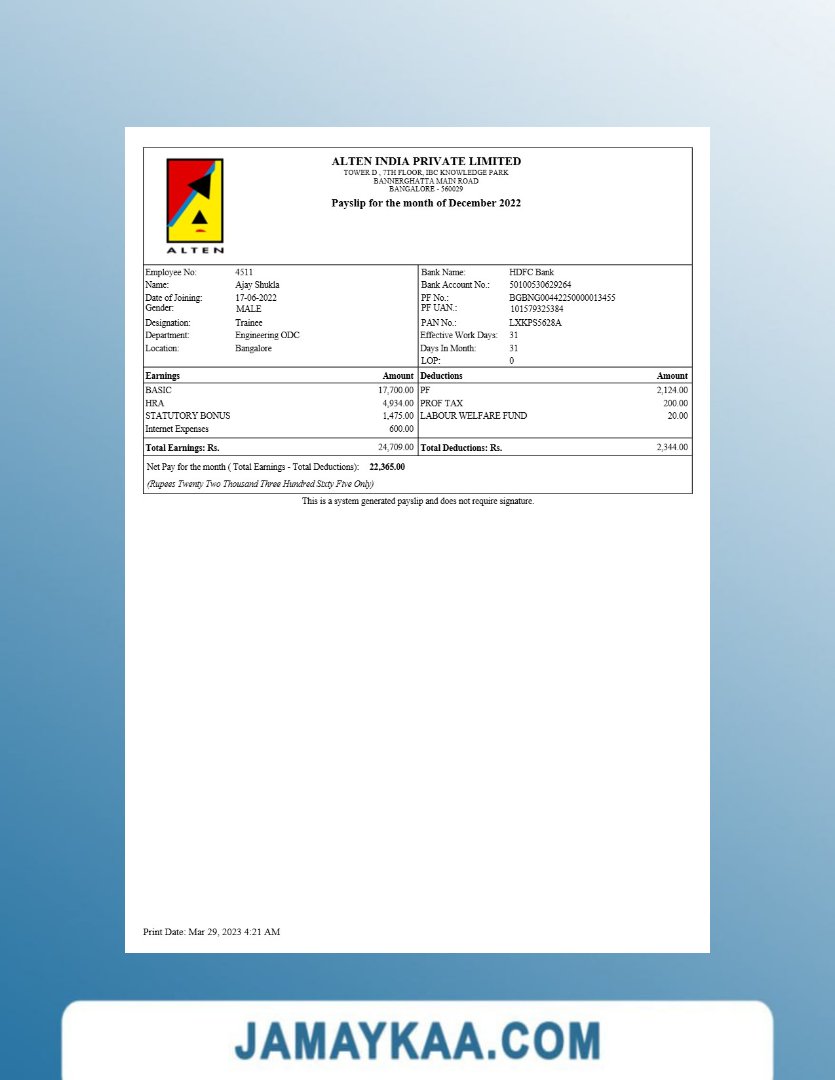 ALTEN
ALTEN INDIA PRIVATE LIMITED
TOWER D , 7TH FLOOR, IBC KNOWLEDGE PARK
BANNERGHATTA MAIN ROAD
BANGALORE - 560029
Payslip for the month of December 2022
Employee No: 4511 Bank Name: HDFC Bank
Name: Ajay Shukla Bank Account No.: 50100530629264
Date of Joining: 17-06-2022 PF No.: BGBNG00442250000013455
Gender: MALE PF UAN.: 101579325384
Designation: Trainee PAN No.: LXKPS5628A
Department: Engineering ODC Effective Work Days: 31
Location: Bangalore Days In Month: 31
LOP: 0
Earnings Amount Deductions Amount
BASIC 17,700.00 PF 2,124.00
HRA 4,934.00 PROF TAX 200.00
STATUTORY BONUS 1,475.00 LABOUR WELFARE FUND 20.00
Internet Expenses 600.00
Total Earnings: Rs. 24,709.00 Total Deductions: Rs. 2,344.00
Net Pay for the month ( Total Earnings - Total Deductions): 22,365.00
(Rupees Twenty Two Thousand Three Hundred Sixty Five Only)
This is a system generated payslip and does not require signature.
Print Date: Mar 29, 2023 4:21 AM
JAMAYKAA.COM